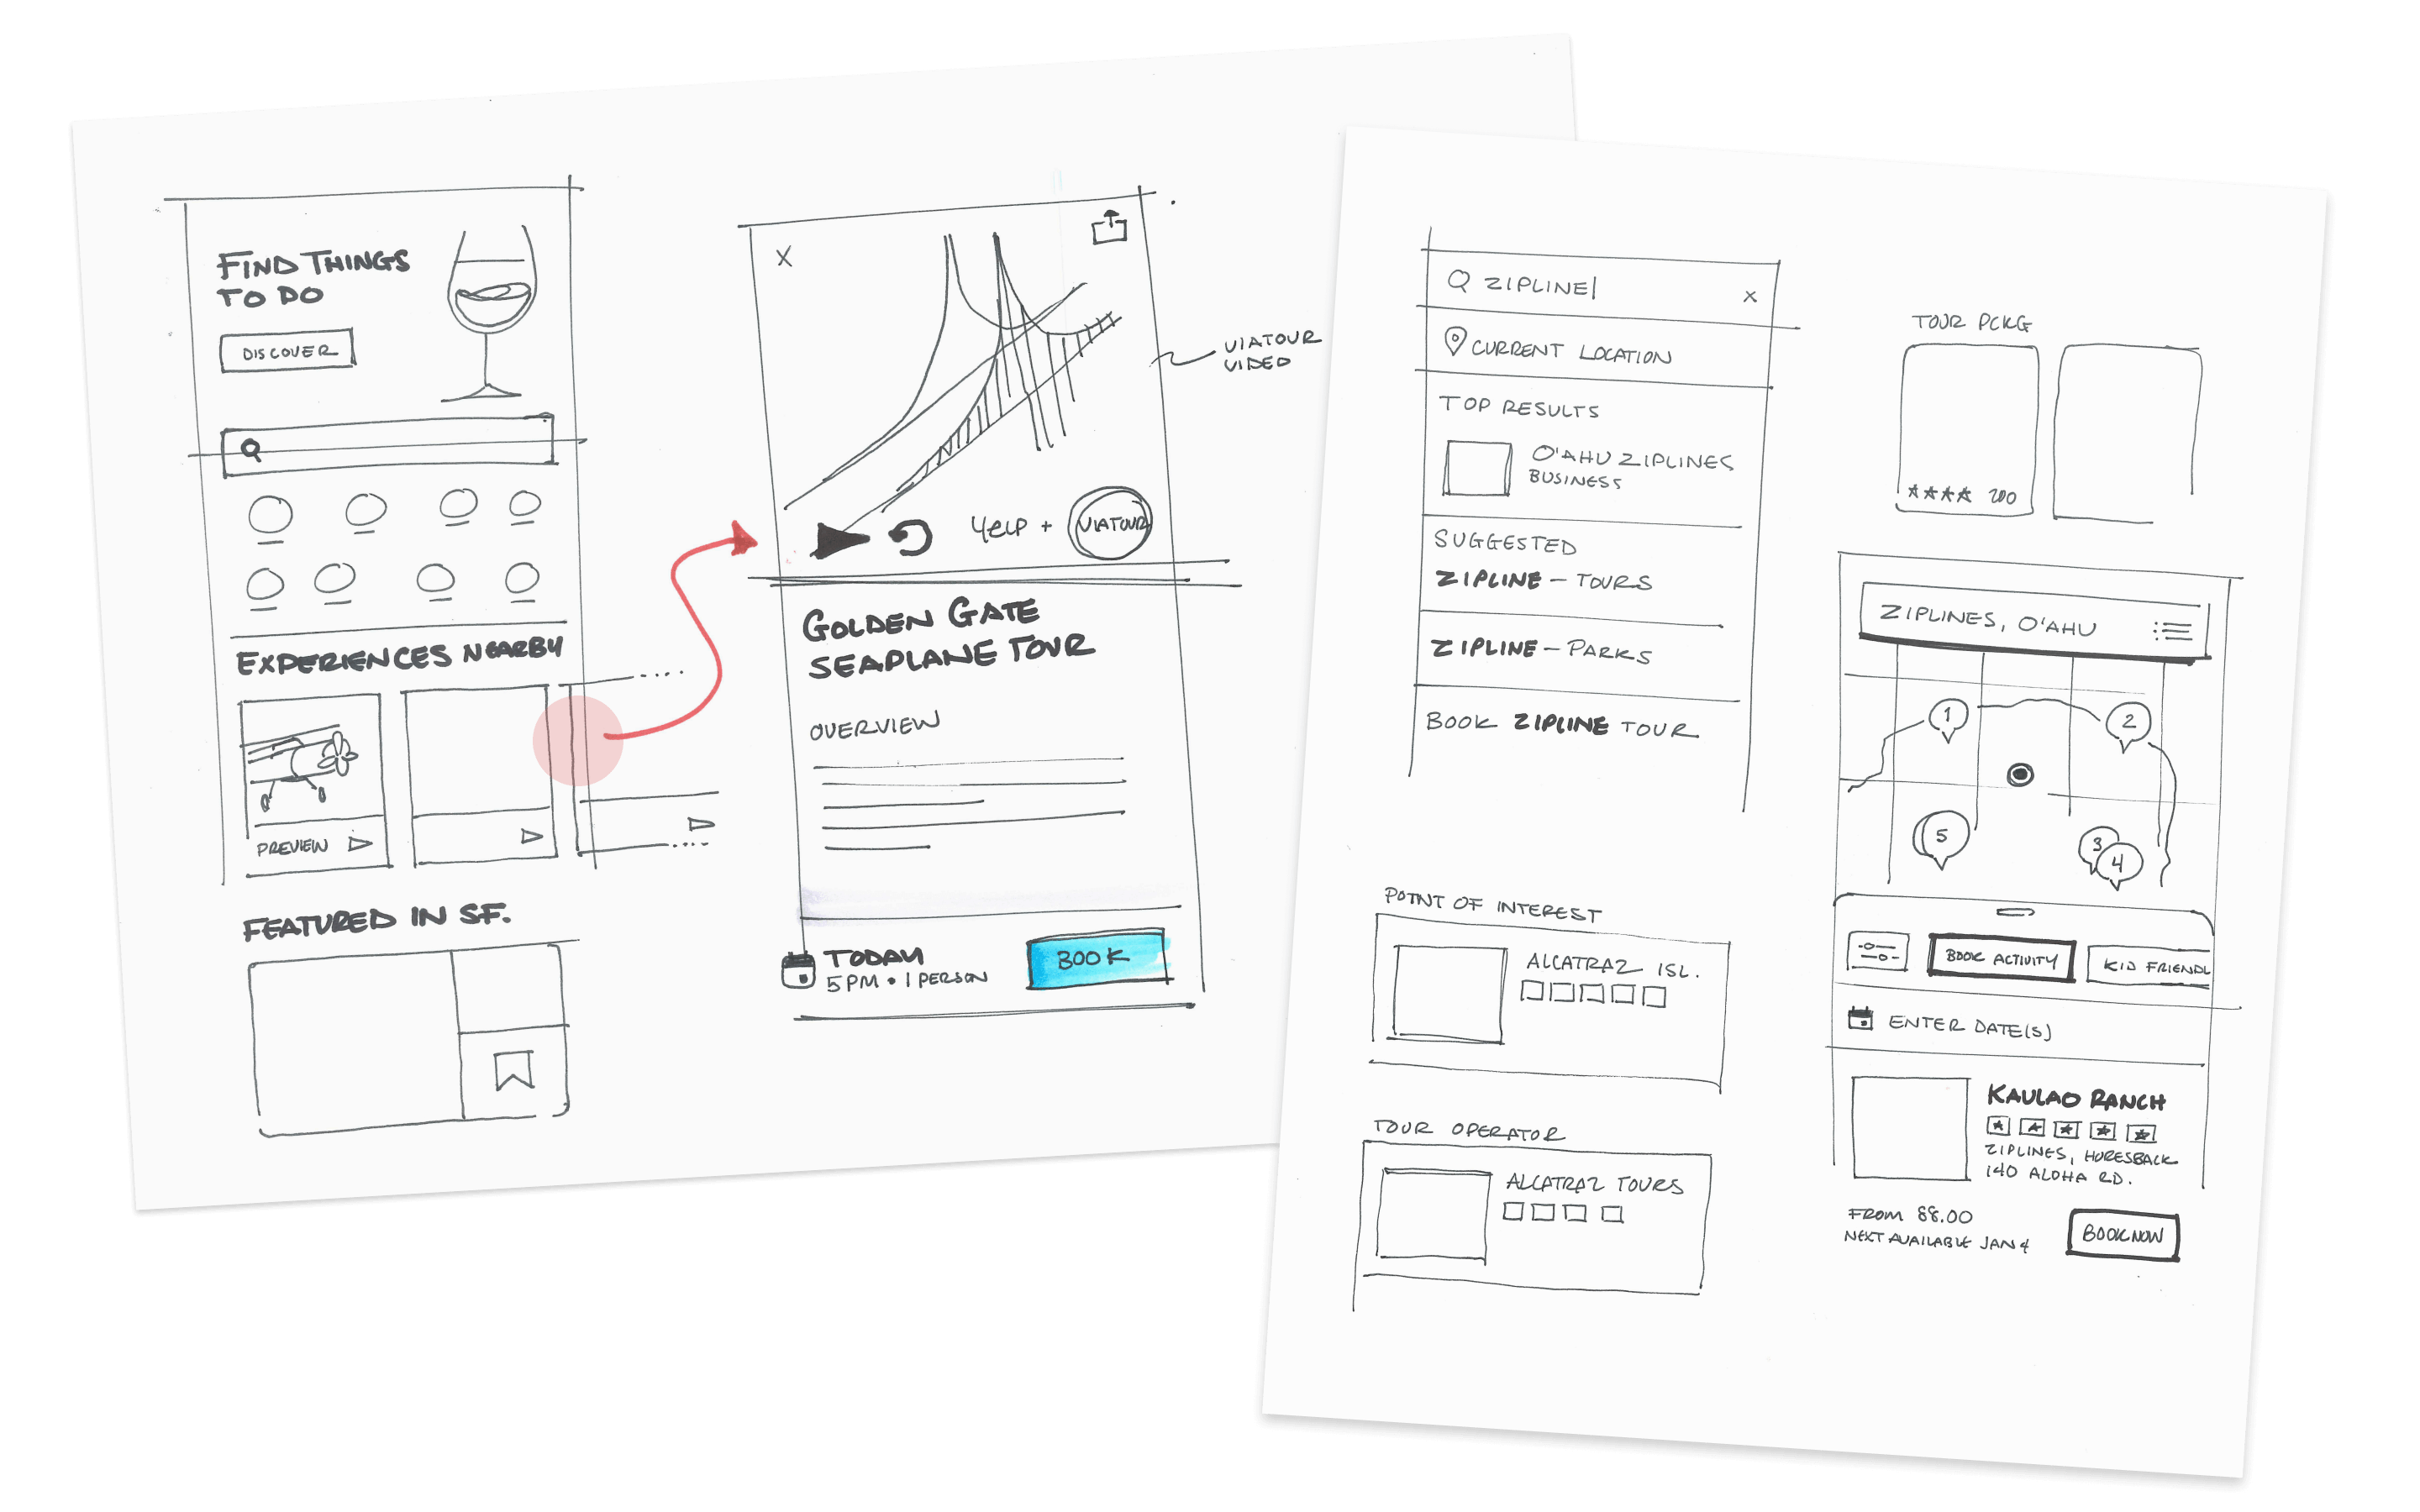 FIND THINGS
TO DO
DISCOVER
EXPERIENCES NEARBY
PREVIEW
FEATURED IN SF.
X
VIATOUR
VIDEO
yelp + VIATOUR
GOLDEN GATE
SEAPLANE TOUR
OVERVIEW
TODAY
5 PM • 1 PERSON
BOOK
ZIPLINE|
X
CURRENT LOCATION
TOP RESULTS
O'AHU ZIPLINES
BUSINESS
SUGGESTED
ZIPLINE – TOURS
ZIPLINE – PARKS
BOOK ZIPLINE TOUR
POINT OF INTEREST
ALCATRAZ ISL.
TOUR OPERATOR
ALCATRAZ TOURS
TOUR PCKG
★★★★ 200
ZIPLINES, O'AHU
1
2
5
3
4
BOOK ACTIVITY
KID FRIENDL
ENTER DATE(S)
KAULAO RANCH
ZIPLINES, HORESBACK
140 ALOHA RD.
FROM 88.00
NEXT AVAILABLE JAN 4
BOOK NOW